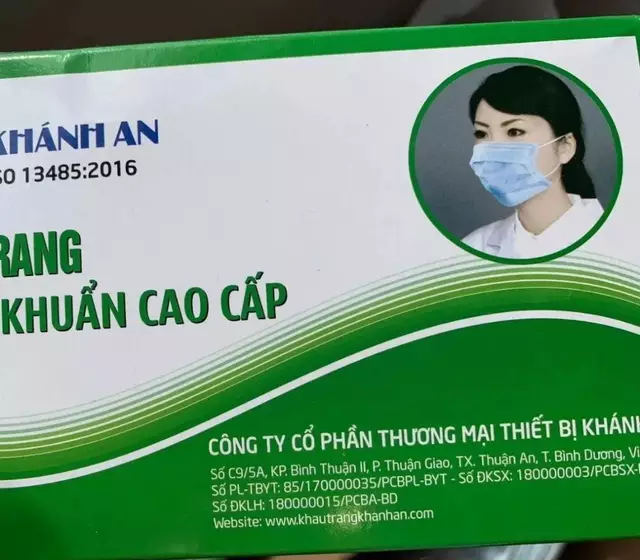 KHÁNH AN
SO 13485:2016
RANG
KHUẨN CAO CẤP
CÔNG TY CỔ PHẦN THƯƠNG MẠI THIẾT BỊ KHÁNH
Số C9/5A, KP. Bình Thuận II, P. Thuận Giao, TX. Thuận An, T. Bình Dương, Vi
Số PL-TBYT: 85/170000035/PCBPL-BYT - Số ĐKSX: 180000003/PCBSX-
Số ĐKLH: 180000015/PCBA-BD
Website: www.khautrangkhanhan.com